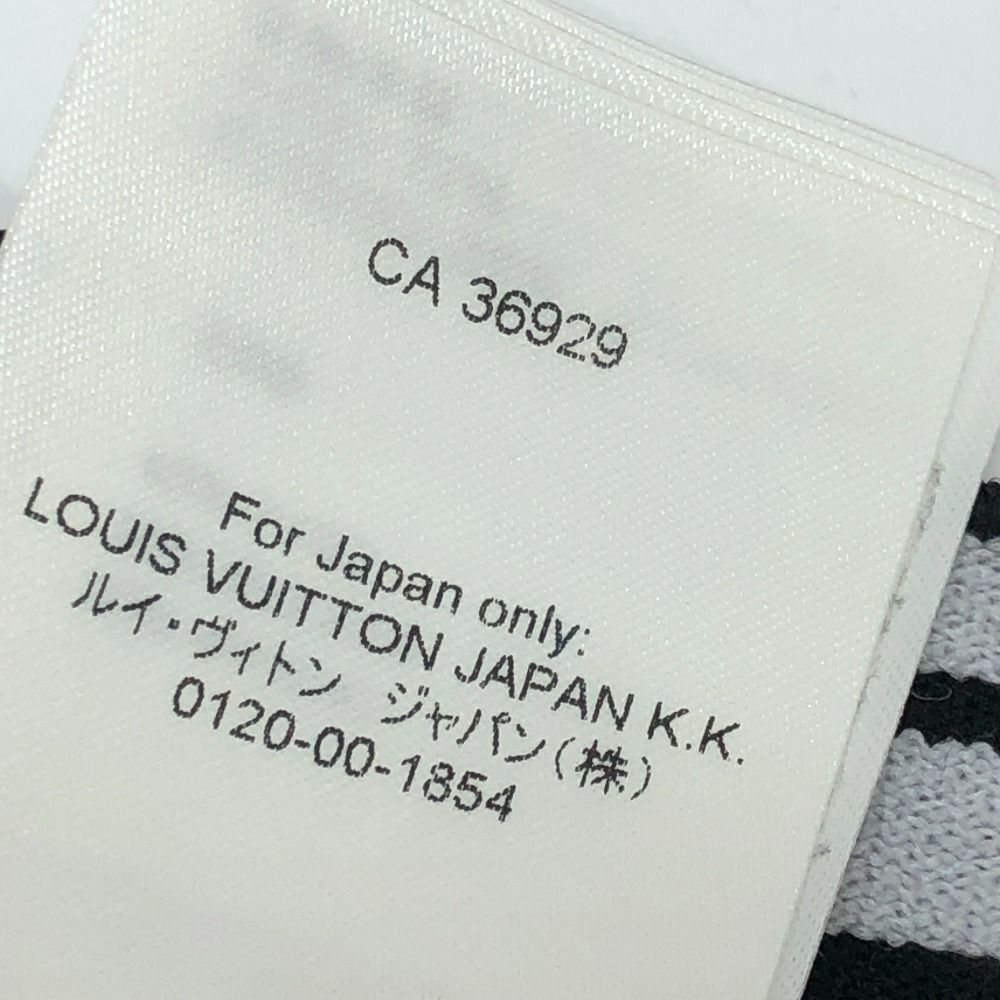 CA 36929
For Japan only:
LOUIS VUITTON JAPAN K.K.
ルイ・ヴィトン ジャパン(株)
0120-00-1854